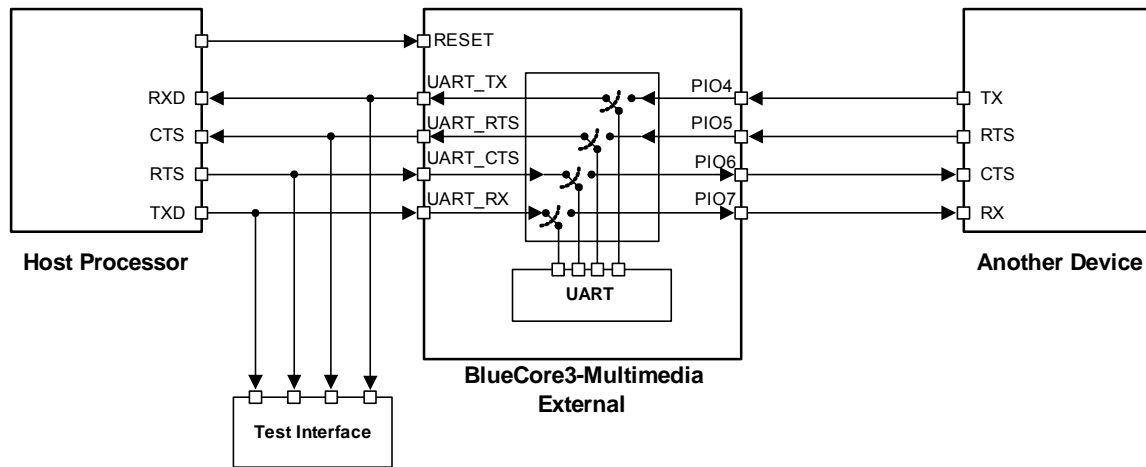 RESET
UART_TX
PIO4
RXD
TX
UART_RTS
PIO5
CTS
RTS
UART_CTS
PIO6
RTS
CTS
UART_RX
PIO7
TXD
RX
Host Processor
Another Device
UART
BlueCore3-Multimedia
External
Test Interface